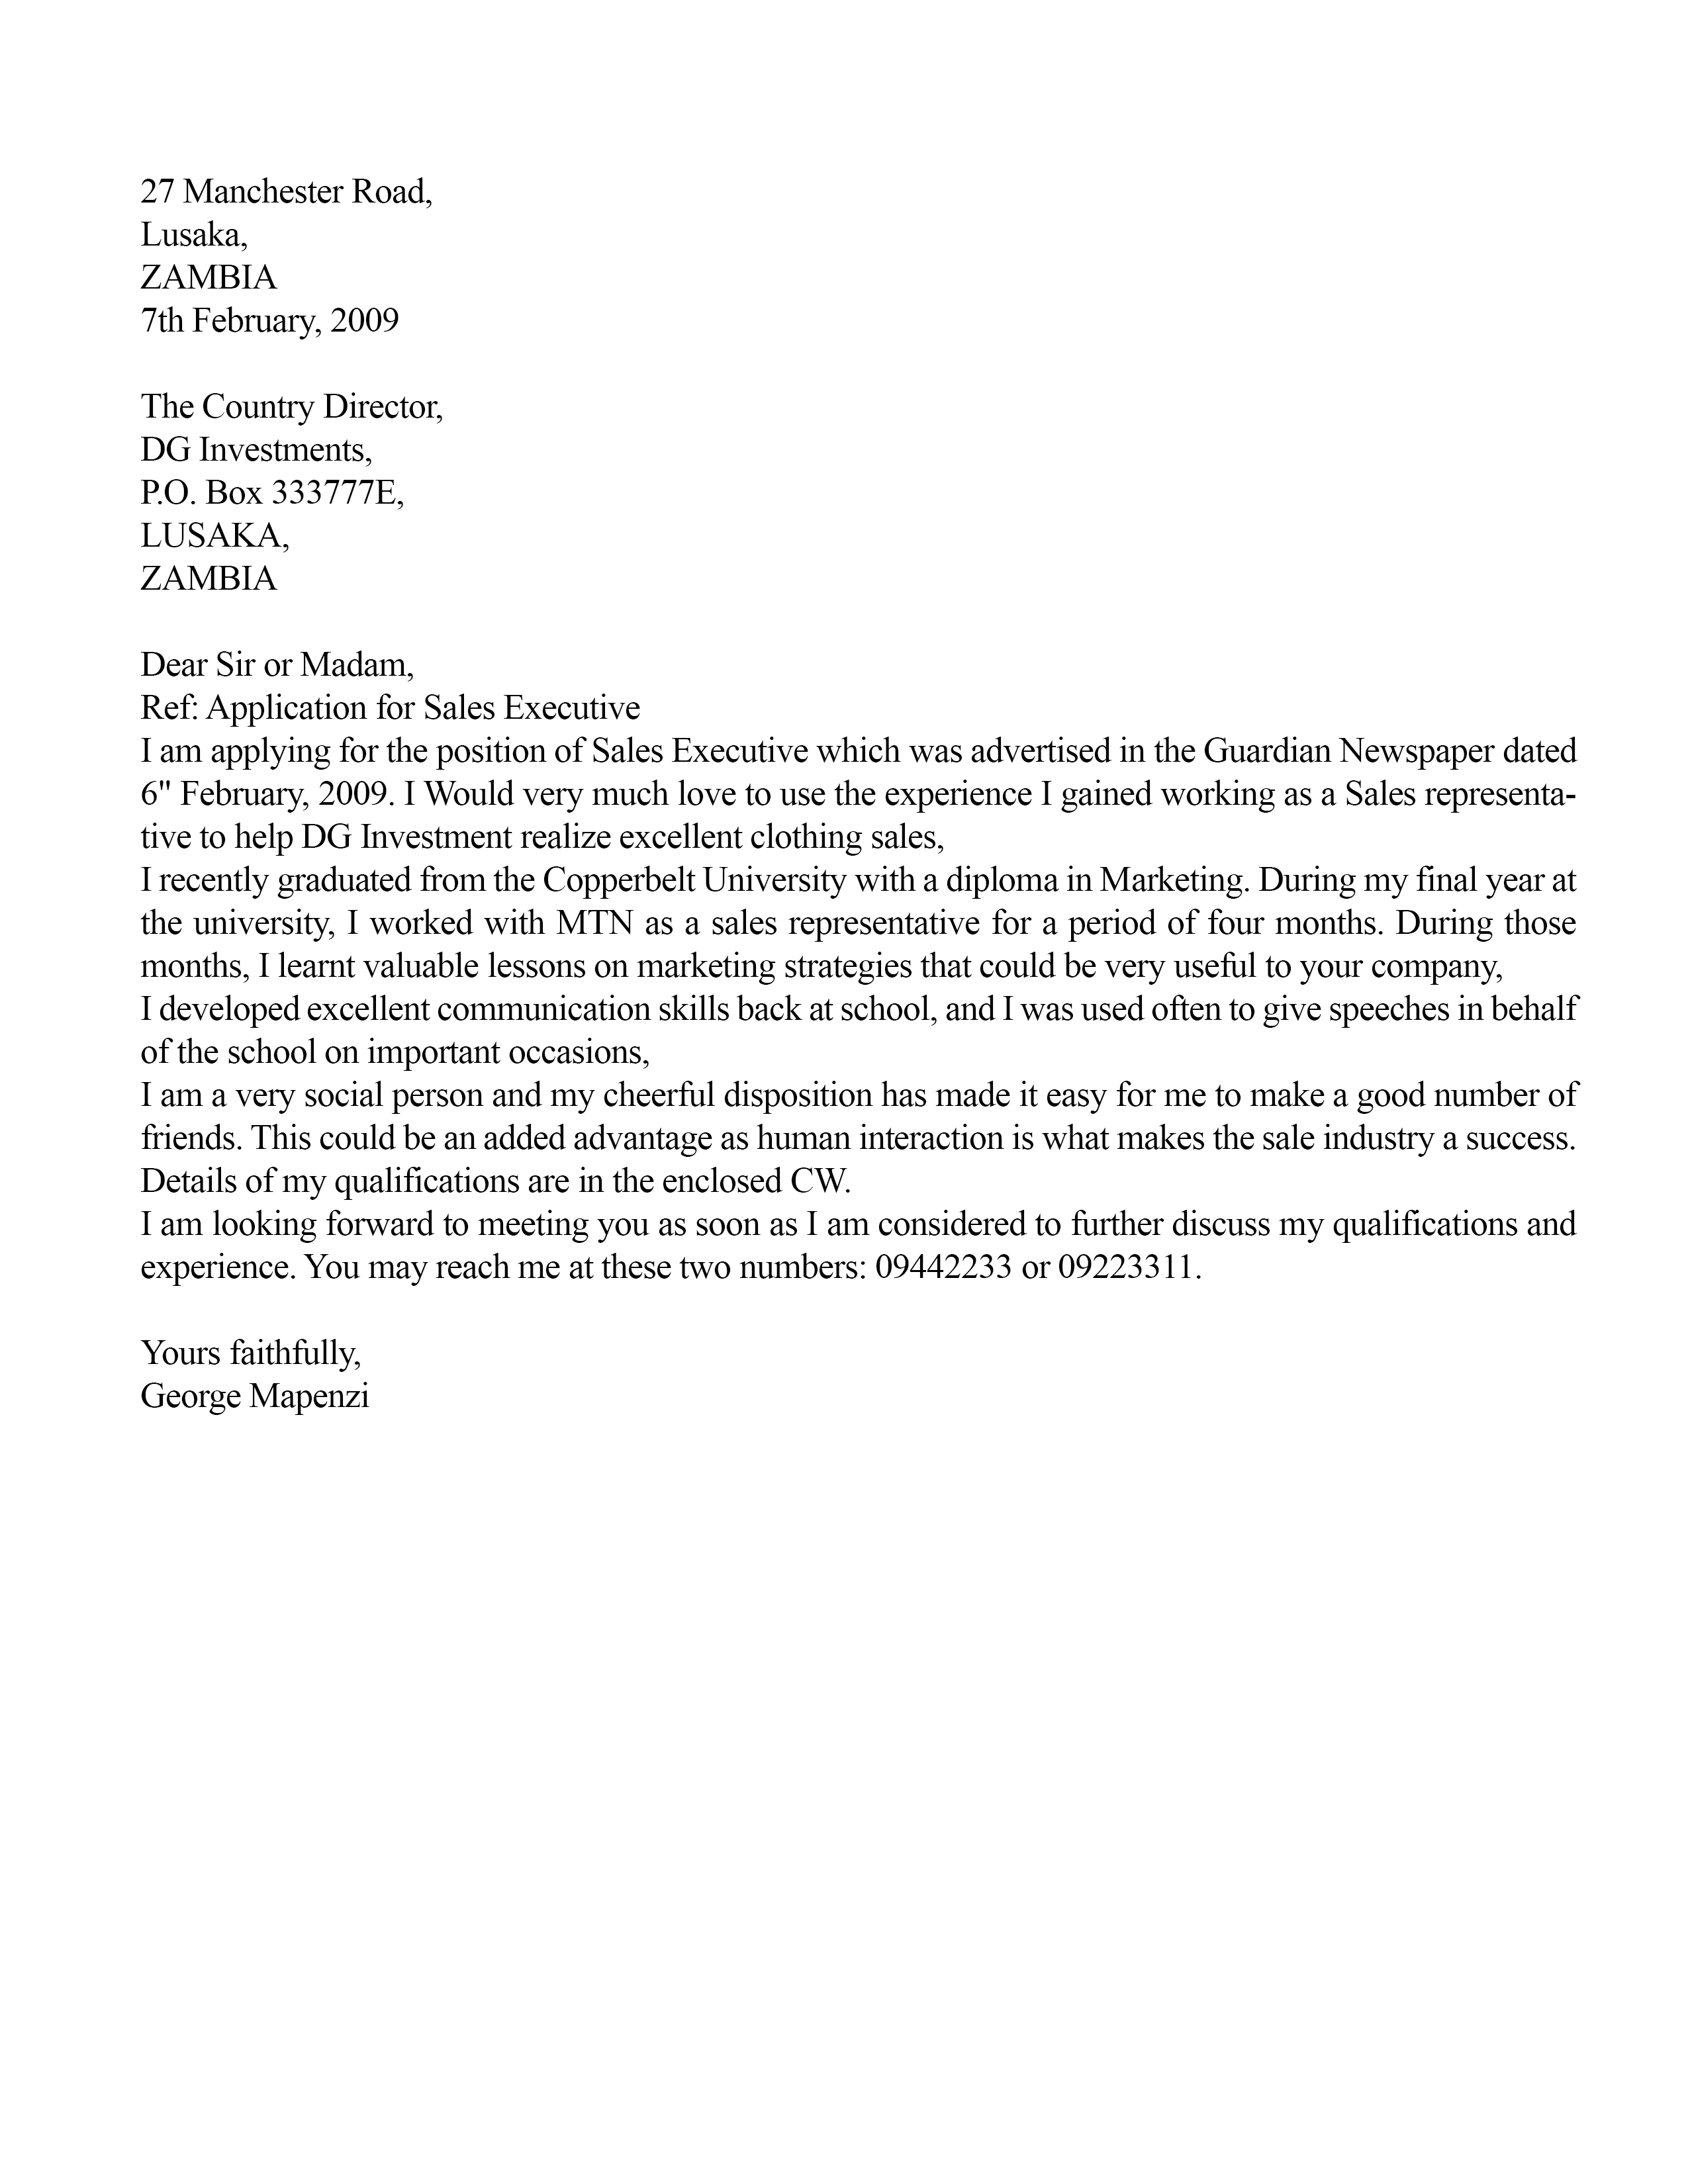 27 Manchester Road,
Lusaka,
ZAMBIA
7th February, 2009
The Country Director,
DG Investments,
P.O. Box 333777E,
LUSAKA,
ZAMBIA
Dear Sir or Madam,
Ref: Application for Sales Executive
I am applying for the position of Sales Executive which was advertised in the Guardian Newspaper dated
6" February, 2009. I Would very much love to use the experience I gained working as a Sales representa-
tive to help DG Investment realize excellent clothing sales,
I recently graduated from the Copperbelt University with a diploma in Marketing. During my final year at
the university, I worked with MTN as a sales representative for a period of four months. During those
months, I learnt valuable lessons on marketing strategies that could be very useful to your company,
I developed excellent communication skills back at school, and I was used often to give speeches in behalf
of the school on important occasions,
I am a very social person and my cheerful disposition has made it easy for me to make a good number of
friends. This could be an added advantage as human interaction is what makes the sale industry a success.
Details of my qualifications are in the enclosed CW.
I am looking forward to meeting you as soon as I am considered to further discuss my qualifications and
experience. You may reach me at these two numbers: 09442233 or 09223311.
Yours faithfully,
George Mapenzi